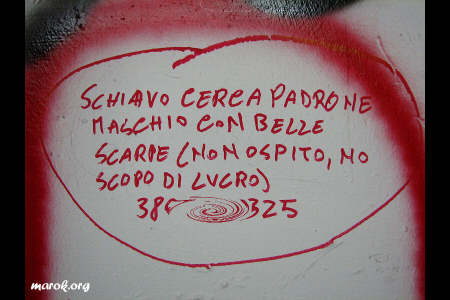 SCHIAVO CERCA PADRONE
MASCHIO CON BELLE
SCARPE (NON OSPITO, NO
SCOPO DI LUCRO)
38 325
marok.org